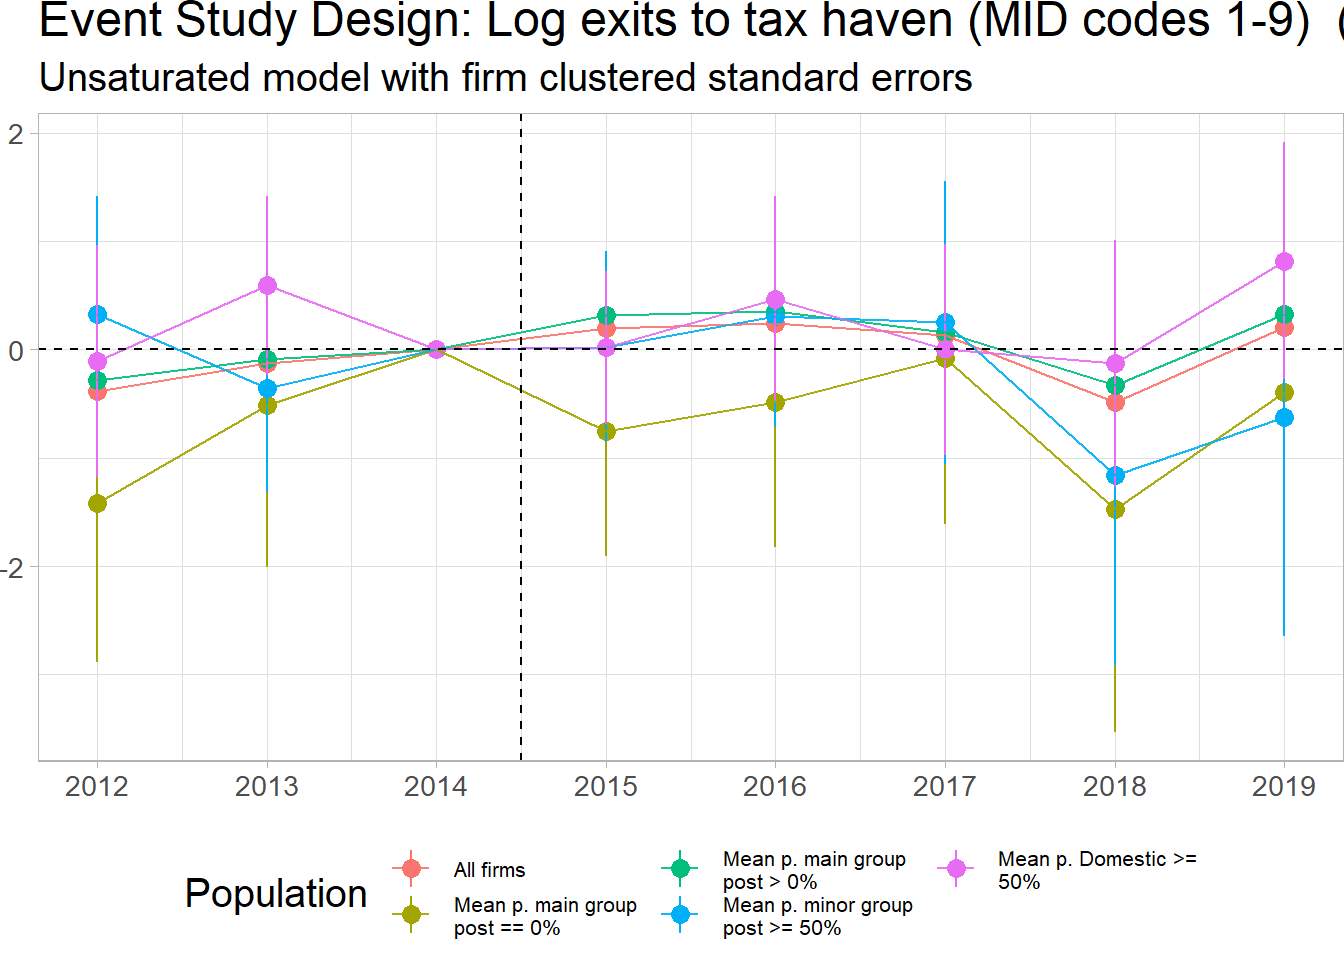 Event Study Design: Log exits to tax haven (MID codes 1-9) (
Unsaturated model with firm clustered standard errors
2
0
-2
2012 2013 2014 2015 2016 2017 2018 2019
Population
All firms
Mean p. main group
post == 0%
Mean p. main group
post > 0%
Mean p. minor group
post >= 50%
Mean p. Domestic >=
50%